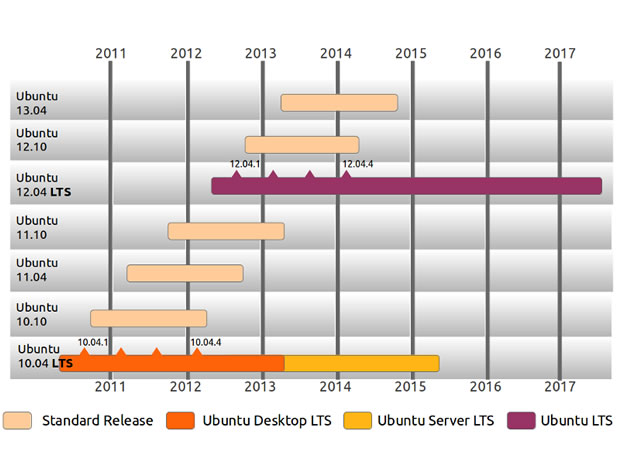 2011 2012 2013 2014 2015 2016 2017
Ubuntu
13.04
Ubuntu
12.10
12.04.1 12.04.4
Ubuntu
12.04 LTS
Ubuntu
11.10
Ubuntu
11.04
Ubuntu
10.10
10.04.1 10.04.4
Ubuntu
10.04 LTS
2011 2012 2013 2014 2015 2016 2017
Standard Release Ubuntu Desktop LTS Ubuntu Server LTS Ubuntu LTS